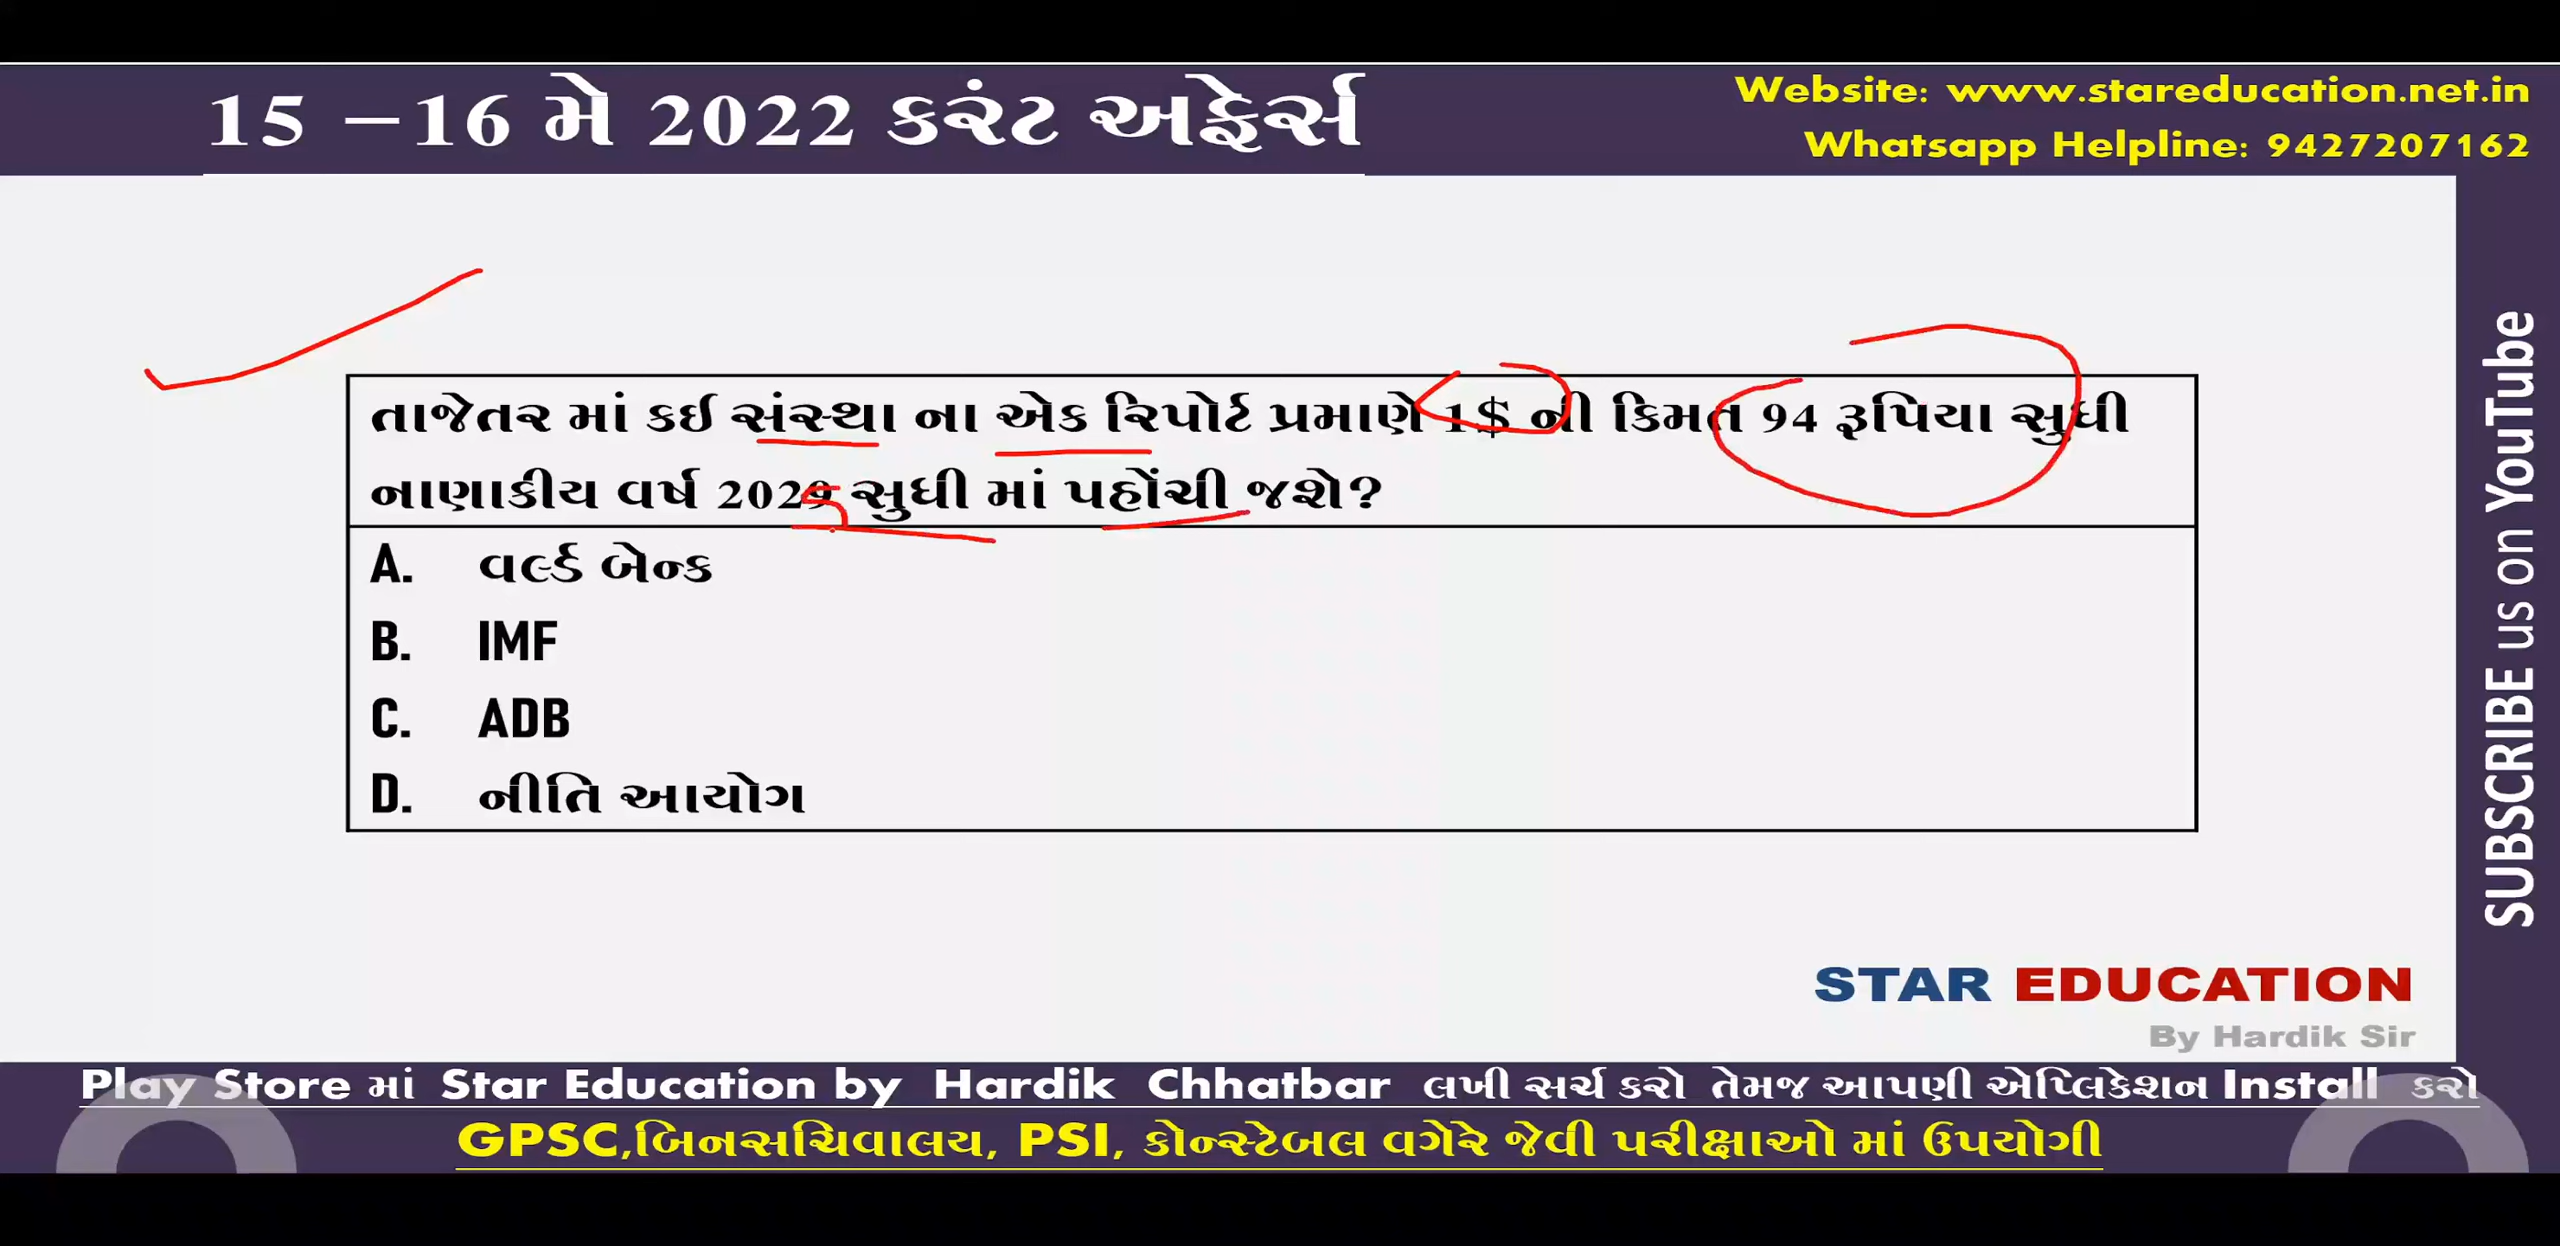 15 –16 મે 2022 કરંટ અફેર્સ
Website: www.stareducation.net.in
Whatsapp Helpline: 9427207162
તાજેતર માં કઈ સંસ્થા ના એક રિપોર્ટ પ્રમાણે 1$ ની કિમત 94 રૂપિયા સુધી
નાણાકીય વર્ષ 2029 સુધી માં પહોંચી જશે?
A. વર્લ્ડ બેન્ક
B. IMF
C. ADB
D. નીતિ આયોગ
SUBSCRIBE us on YouTube
STAR EDUCATION
By Hardik Sir
Play Store માં Star Education by Hardik Chhatbar લખી સર્ચ કરો તેમજ આપણી એપ્લિકેશન Install કરો
GPSC,બિનસચિવાલય, PSI, કોન્સ્ટેબલ વગેરે જેવી પરીક્ષાઓ માં ઉપયોગી